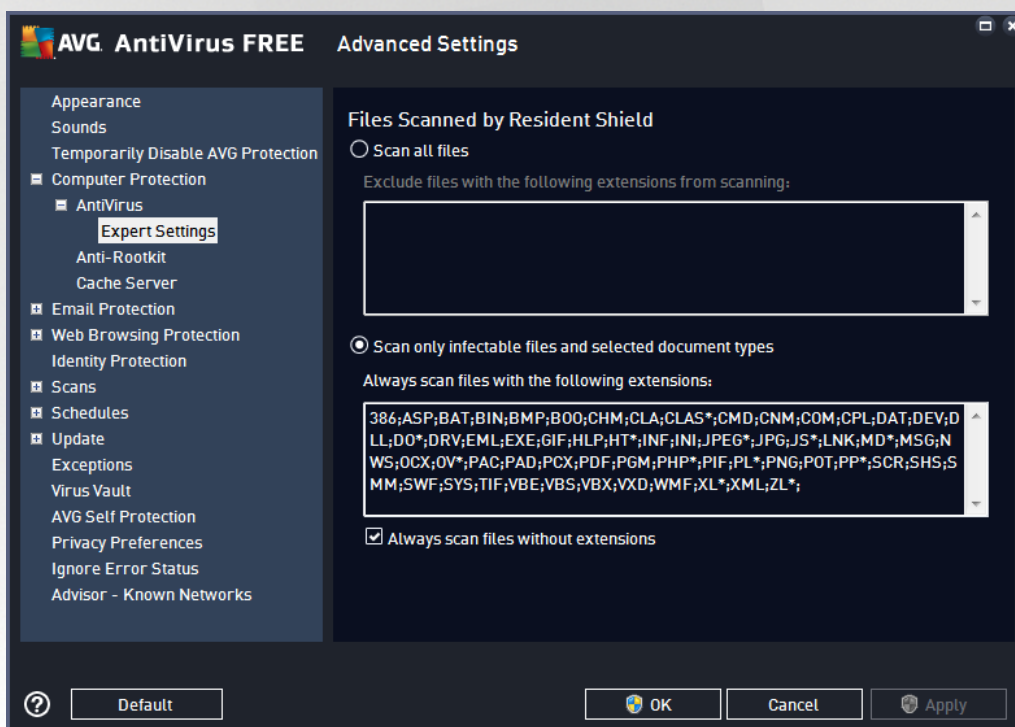 AVG. AntiVirus FREE
Advanced Settings
Appearance
Sounds
Temporarily Disable AVG Protection
Computer Protection
AntiVirus
Expert Settings
Anti-Rootkit
Cache Server
Email Protection
Web Browsing Protection
Identity Protection
Scans
Schedules
Update
Exceptions
Virus Vault
AVG Self Protection
Privacy Preferences
Ignore Error Status
Advisor - Known Networks
Files Scanned by Resident Shield
Scan all files
Exclude files with the following extensions from scanning:
Scan only infectable files and selected document types
Always scan files with the following extensions:
386;ASP;BAT;BIN;BMP;BOO;CHM;CLA;CLAS*;CMD;CNM;COM;CPL;DAT;DEV;D
LL;DO*;DRV;EML;EXE;GIF;HLP;HT*;INF;INI;JPEG*;JPG;JS*;LNK;MD*;MSG;N
WS;OCX;OV*;PAC;PAD;PCX;PDF;PGM;PHP*;PIF;PL*;PNG;POT;PP*;SCR;SHS;S
MM;SWF;SYS;TIF;VBE;VBS;VBX;VXD;WMF;XL*;XML;ZL*;
Always scan files without extensions
? Default
OK
Cancel
Apply